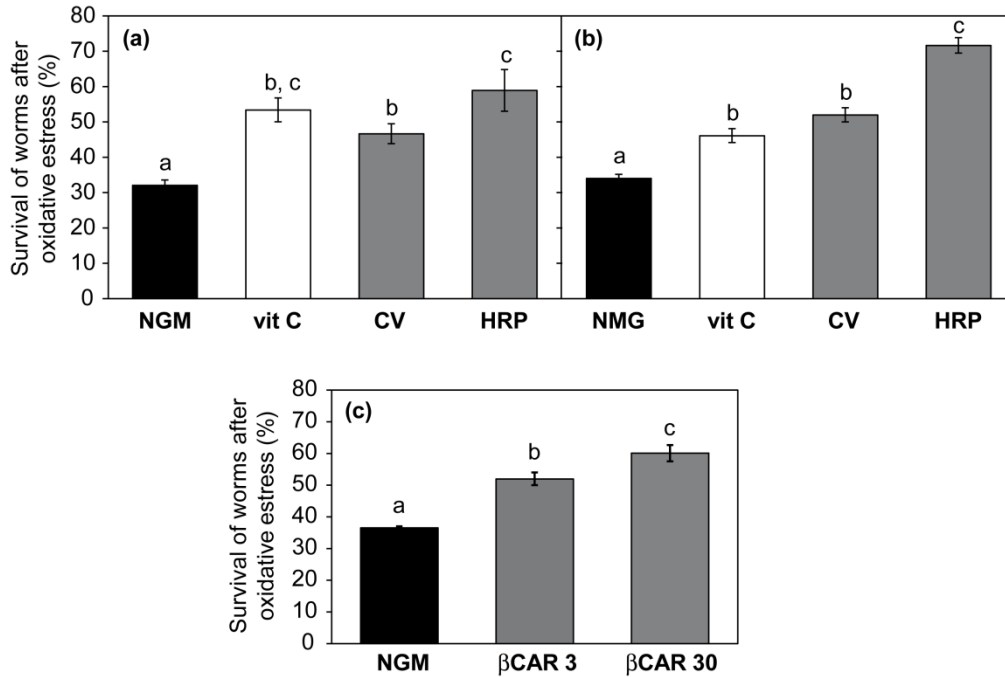 Survival of worms after
oxidative estress (%)
80
70
60
50
40
30
20
10
0
(a)
a
b, c
b
c
NGM vit C CV HRP
(b)
a
b
b
c
NMG vit C CV HRP
Survival of worms after
oxidative estress (%)
80
70
60
50
40
30
20
10
0
(c)
a
b
c
NGM βCAR 3 βCAR 30